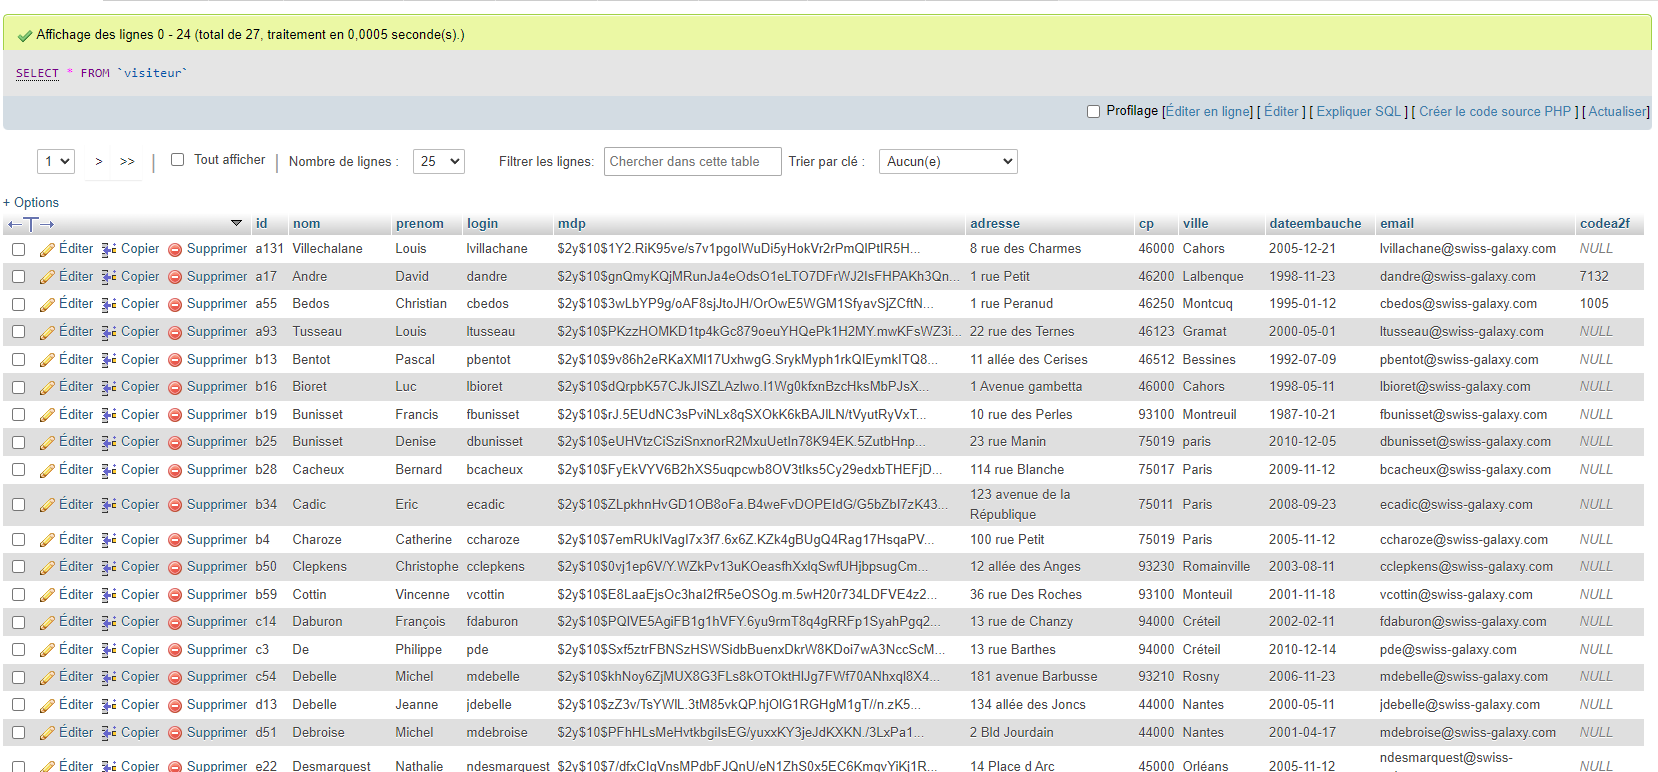 Affichage des lignes 0 - 24 (total de 27, traitement en 0,0005 seconde(s).)
SELECT * FROM `visiteur`
Profilage [Éditer en ligne] [ Éditer ] [ Expliquer SQL ] [ Créer le code source PHP ] [ Actualiser]
1 > >> | Tout afficher | Nombre de lignes : 25 Filtrer les lignes: Chercher dans cette table Trier par clé : Aucun(e)
+ Options
←T→ id nom prenom login mdp adresse cp ville dateembauche email codea2f
Éditer Copier Supprimer a131 Villechalane Louis lvillachane $2y$10$1Y2.RiK95ve/s7v1pgoIWuDi5yHokVr2rPmQIPtIR5H... 8 rue des Charmes 46000 Cahors 2005-12-21 lvillachane@swiss-galaxy.com NULL
Éditer Copier Supprimer a17 Andre David dandre $2y$10$gnQmyKQjMRunJa4eOdsO1eLTO7DFrWJ2IsFHPAKh3Qn... 1 rue Petit 46200 Lalbenque 1998-11-23 dandre@swiss-galaxy.com 7132
Éditer Copier Supprimer a55 Bedos Christian cbedos $2y$10$3wLbYP9g/oAF8sjJtoJH/OrOwE5WGM1SfyavSjZCftN... 1 rue Peranud 46250 Montcuq 1995-01-12 cbedos@swiss-galaxy.com 1005
Éditer Copier Supprimer a93 Tusseau Louis ltusseau $2y$10$PKzzHOMKD1tp4kGc879oeuYHQePk1H2MY.mwKFsWZ3i... 22 rue des Ternes 46123 Gramat 2000-05-01 ltusseau@swiss-galaxy.com NULL
Éditer Copier Supprimer b13 Bentot Pascal pbentot $2y$10$9v86h2eRKaXMI17UxhwgG.SrykMyph1rkQIEymkITQ8... 11 allée des Cerises 46512 Bessines 1992-07-09 pbentot@swiss-galaxy.com NULL
Éditer Copier Supprimer b16 Bioret Luc lbioret $2y$10$dQrpbK57CJkJISZLAzlwo.I1Wg0kfxnBzcHksMbPJsX... 1 Avenue gambetta 46000 Cahors 1998-05-11 lbioret@swiss-galaxy.com NULL
Éditer Copier Supprimer b19 Bunisset Francis fbunisset $2y$10$rJ.5EUdNC3sPviNLx8qSXOkK6kBAJILN/tVyutRyVxT... 10 rue des Perles 93100 Montreuil 1987-10-21 fbunisset@swiss-galaxy.com NULL
Éditer Copier Supprimer b25 Bunisset Denise dbunisset $2y$10$eUHVtzCiSziSnxnorR2MxuUetIn78K94EK.5ZutbHnp... 23 rue Manin 75019 paris 2010-12-05 dbunisset@swiss-galaxy.com NULL
Éditer Copier Supprimer b28 Cacheux Bernard bcacheux $2y$10$FyEkVYV6B2hXS5uqpcwb8OV3tIks5Cy29edxbTHEFjD... 114 rue Blanche 75017 Paris 2009-11-12 bcacheux@swiss-galaxy.com NULL
Éditer Copier Supprimer b34 Cadic Eric ecadic $2y$10$ZLpkhnHvGD1OB8oFa.B4weFvDOPEIdG/G5bZbI7zK43... 123 avenue de la République 75011 Paris 2008-09-23 ecadic@swiss-galaxy.com NULL
Éditer Copier Supprimer b4 Charoze Catherine ccharoze $2y$10$7emRUkIVagI7x3f7.6x6Z.KZk4gBUgQ4Rag17HsqaPV... 100 rue Petit 75019 Paris 2005-11-12 ccharoze@swiss-galaxy.com NULL
Éditer Copier Supprimer b50 Clepkens Christophe cclepkens $2y$10$0vj1ep6V/Y.WZkPv13uKOeasfhXxIqSwfUHjbpsugCm... 12 allée des Anges 93230 Romainville 2003-08-11 cclepkens@swiss-galaxy.com NULL
Éditer Copier Supprimer b59 Cottin Vincenne vcottin $2y$10$E8LaaEjsOc3haI2fR5eOSOg.m.5wH20r734LDFVE4z2... 36 rue Des Roches 93100 Monteuil 2001-11-18 vcottin@swiss-galaxy.com NULL
Éditer Copier Supprimer c14 Daburon François fdaburon $2y$10$PQIVE5AgiFB1g1hVFY.6yu9rmT8q4gRRFp1SyahPgq2... 13 rue de Chanzy 94000 Créteil 2002-02-11 fdaburon@swiss-galaxy.com NULL
Éditer Copier Supprimer c3 De Philippe pde $2y$10$Sxf5ztrFBNSzHSWSidbBuenxDkrW8KDoi7wA3NccScM... 13 rue Barthes 94000 Créteil 2010-12-14 pde@swiss-galaxy.com NULL
Éditer Copier Supprimer c54 Debelle Michel mdebelle $2y$10$khNoy6ZjMUX8G3FLs8kOTOktHIJg7FWf70ANhxqI8X4... 181 avenue Barbusse 93210 Rosny 2006-11-23 mdebelle@swiss-galaxy.com NULL
Éditer Copier Supprimer d13 Debelle Jeanne jdebelle $2y$10$zZ3v/TsYWIL.3tM85vkQP.hjOIG1RGHgM1gT//n.zK5... 134 allée des Joncs 44000 Nantes 2000-05-11 jdebelle@swiss-galaxy.com NULL
Éditer Copier Supprimer d51 Debroise Michel mdebroise $2y$10$PFhHLsMeHvtkbgiIsEG/yuxxKY3jeJdKXKN./3LxPa1... 2 Bld Jourdain 44000 Nantes 2001-04-17 mdebroise@swiss-galaxy.com NULL
Éditer Copier Supprimer e22 Desmarquest Nathalie ndesmarquest $2y$10$7/dfxCIqVnsMPdbFJQnU/eN1ZhS0x5EC6KmqvYiKj1R... 14 Place d Arc 45000 Orléans 2005-11-12 ndesmarquest@swiss- NULL